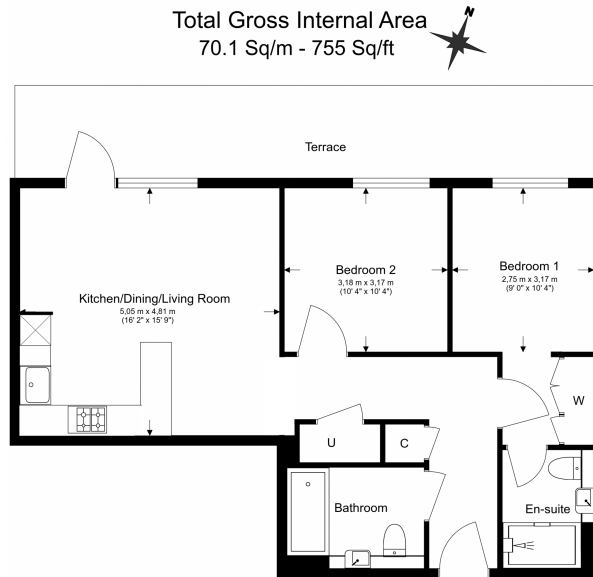 Total Gross Internal Area
70.1 Sq/m - 755 Sq/ft
N
Terrace
Kitchen/Dining/Living Room
5,05 m x 4,81 m
(16' 2" x 15' 9")
Bedroom 2
3,18 m x 3,17 m
(10' 4" x 10' 4")
Bedroom 1
2,75 m x 3,17 m
(9' 0" x 10' 4")
W
U
C
Bathroom
En-suite